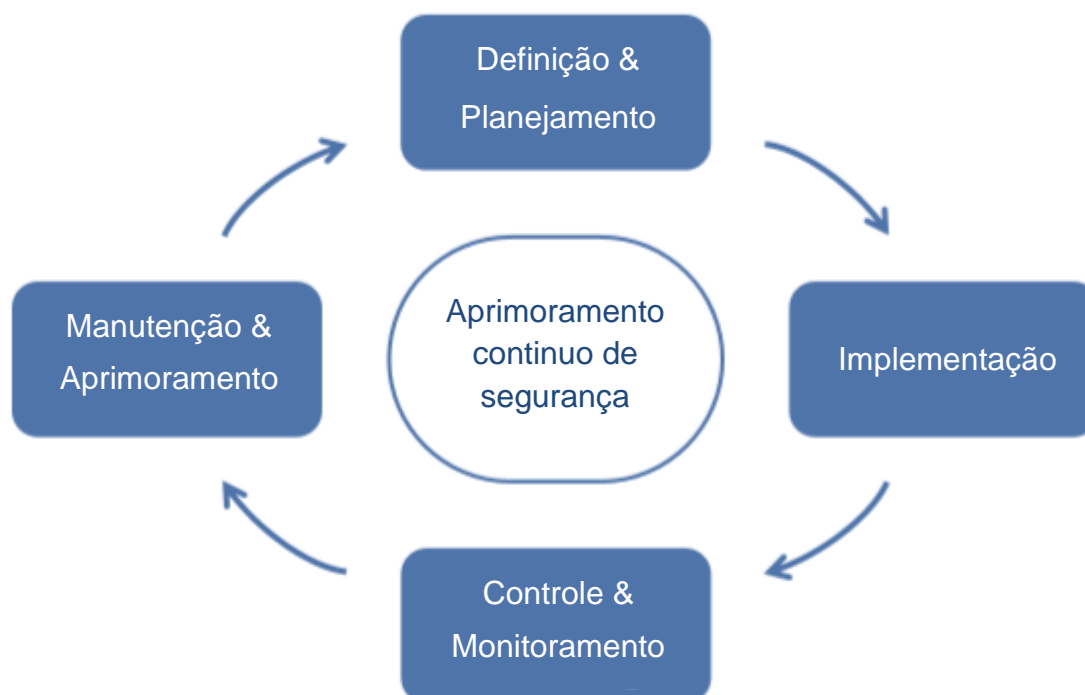 Definição &
Planejamento
Manutenção &
Aprimoramento
Aprimoramento
continuo de
segurança
Implementação
Controle &
Monitoramento